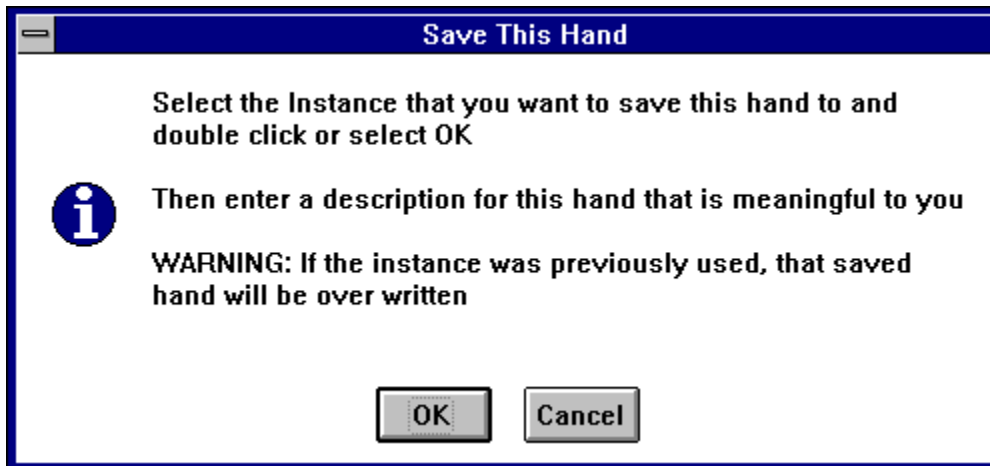 Save This Hand
Select the Instance that you want to save this hand to and
double click or select OK
Then enter a description for this hand that is meaningful to you
WARNING: If the instance was previously used, that saved
hand will be over written
OK
Cancel